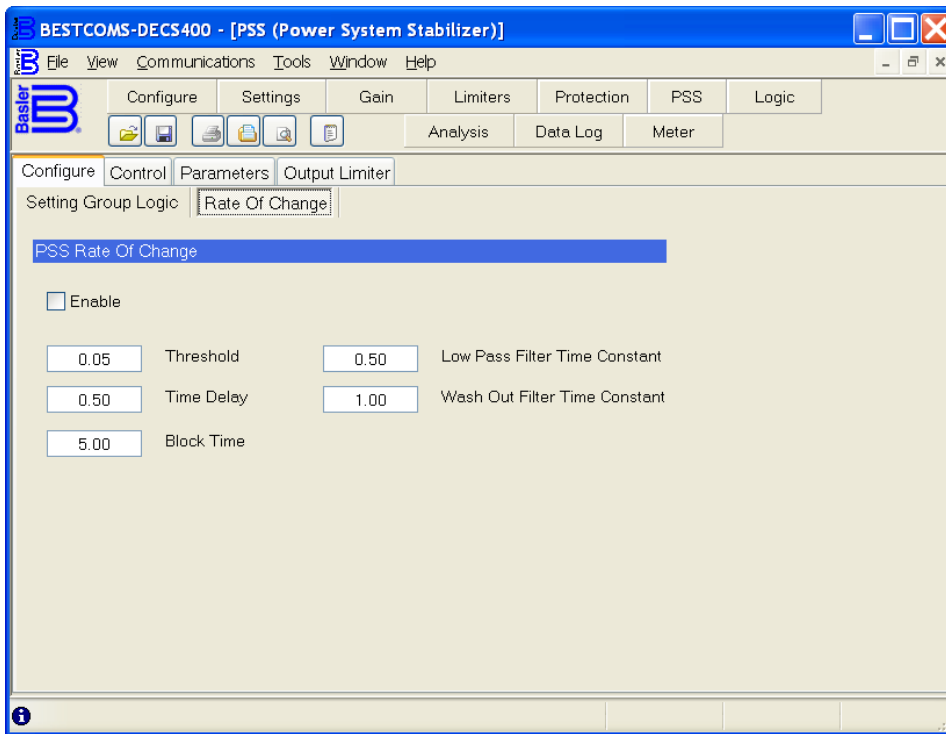 BESTCOMS-DECS400 - [PSS (Power System Stabilizer)]
File View Communications Tools Window Help
Basler
Configure Settings Gain Limiters Protection PSS Logic
Analysis Data Log Meter
Configure Control Parameters Output Limiter
Setting Group Logic Rate Of Change
PSS Rate Of Change
Enable
0.05 Threshold 0.50 Low Pass Filter Time Constant
0.50 Time Delay 1.00 Wash Out Filter Time Constant
5.00 Block Time